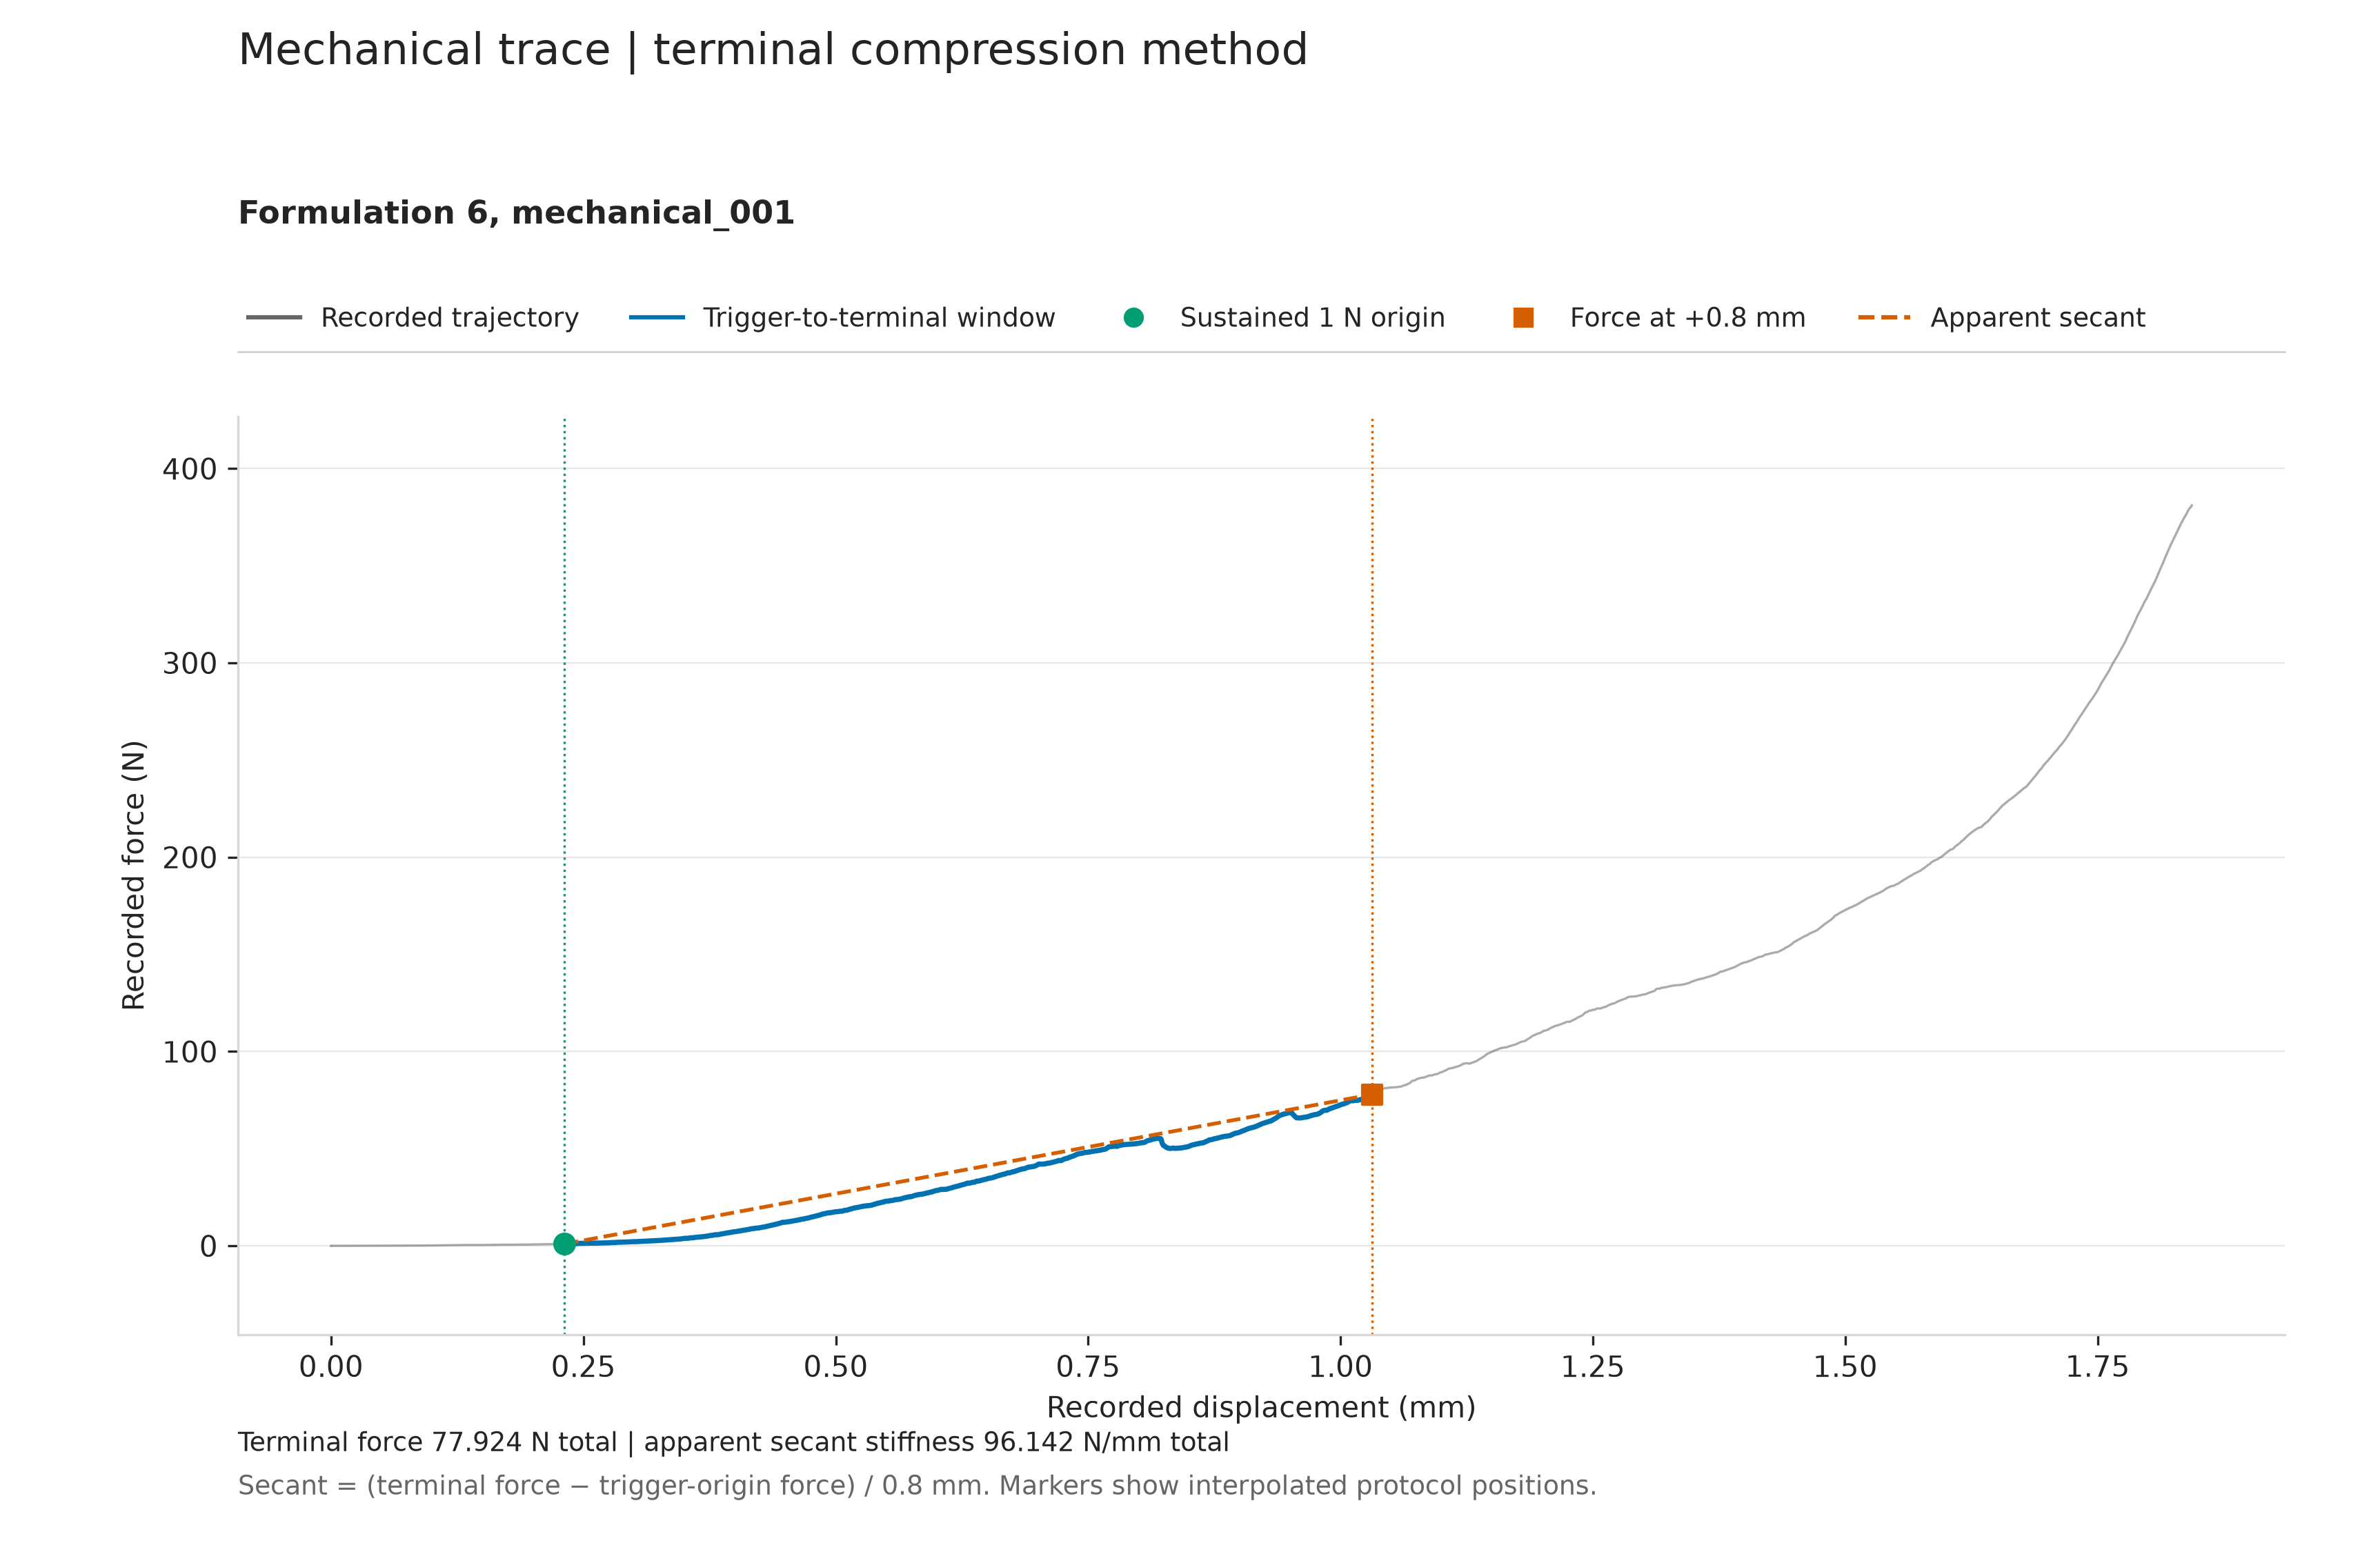 Mechanical trace | terminal compression method
Formulation 6, mechanical_001
Recorded trajectory
Trigger-to-terminal window
Sustained 1 N origin
Force at +0.8 mm
Apparent secant
400
300
200
100
0
Recorded force (N)
0.00
0.25
0.50
0.75
1.00
1.25
1.50
1.75
Recorded displacement (mm)
Terminal force 77.924 N total | apparent secant stiffness 96.142 N/mm total
Secant = (terminal force − trigger-origin force) / 0.8 mm. Markers show interpolated protocol positions.